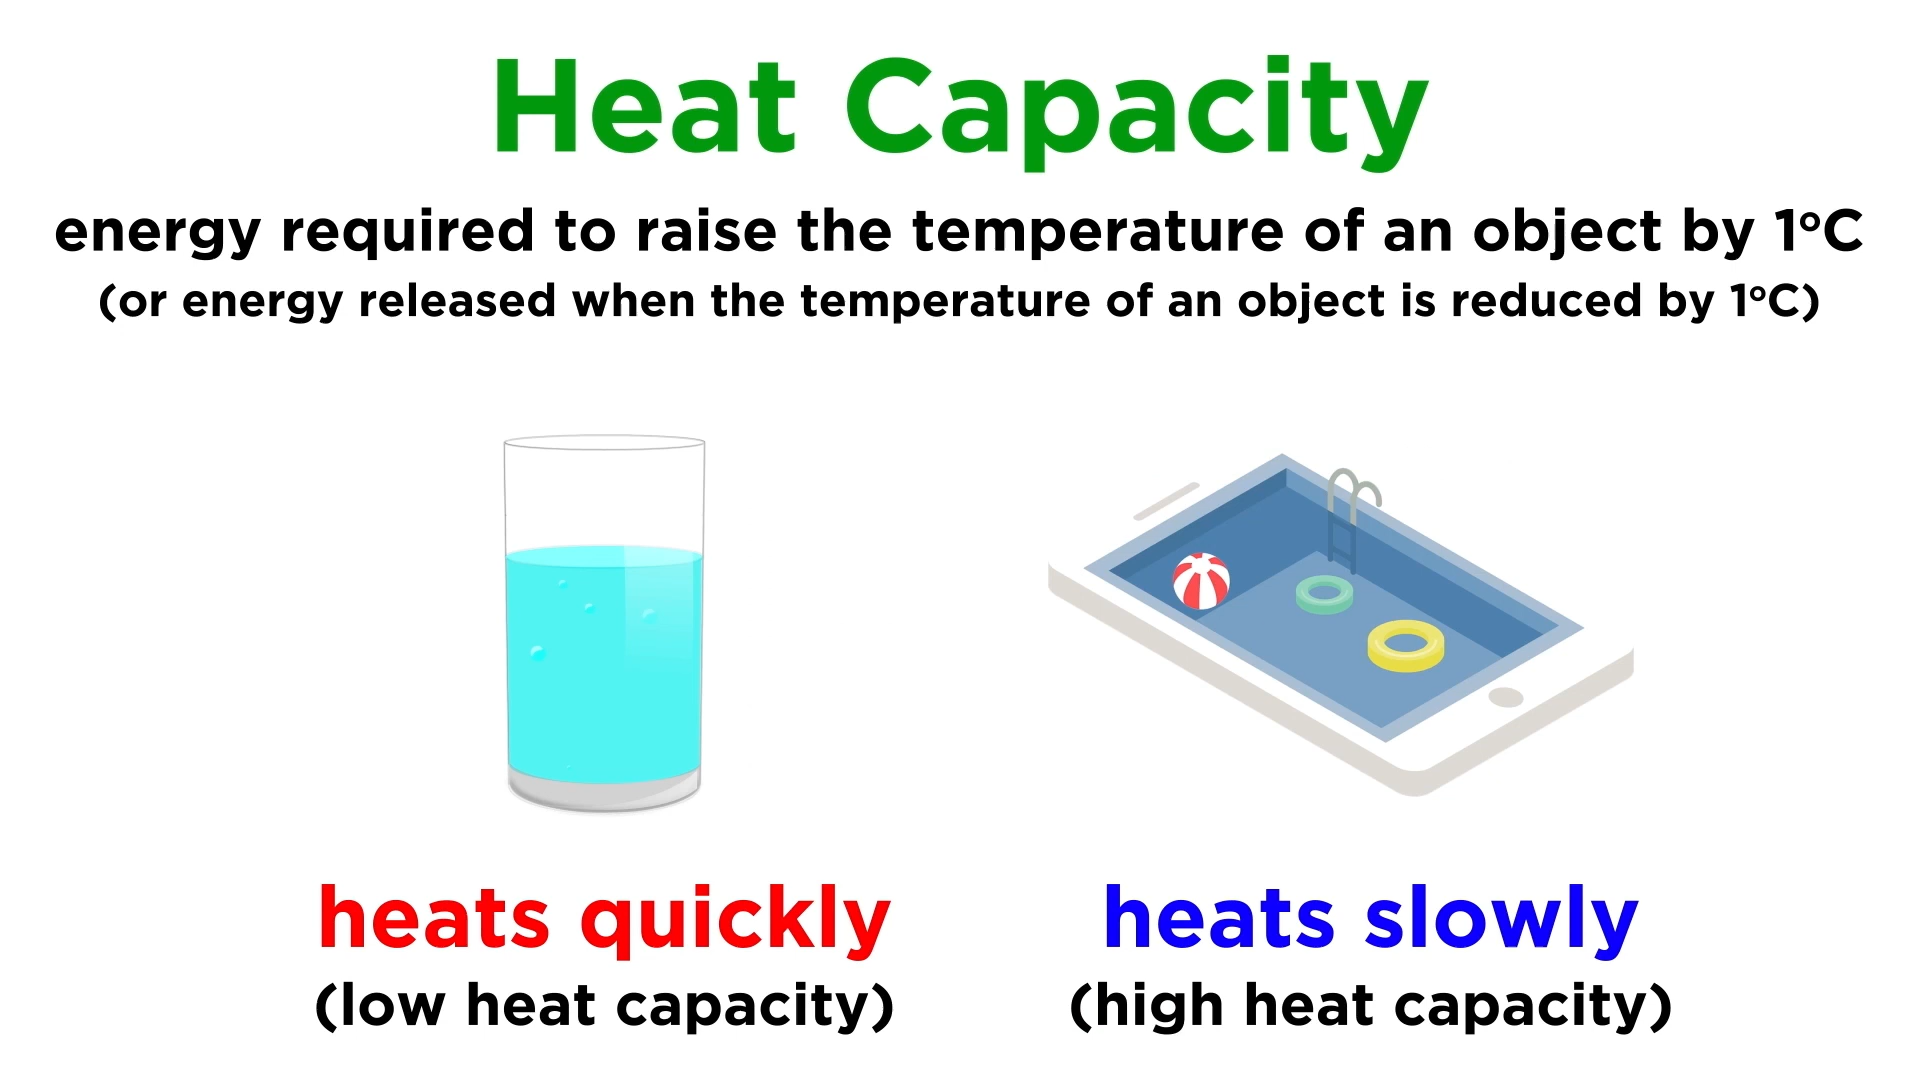 Heat Capacity
energy required to raise the temperature of an object by 1°C
(or energy released when the temperature of an object is reduced by 1°C)
heats quickly
(low heat capacity)
heats slowly
(high heat capacity)